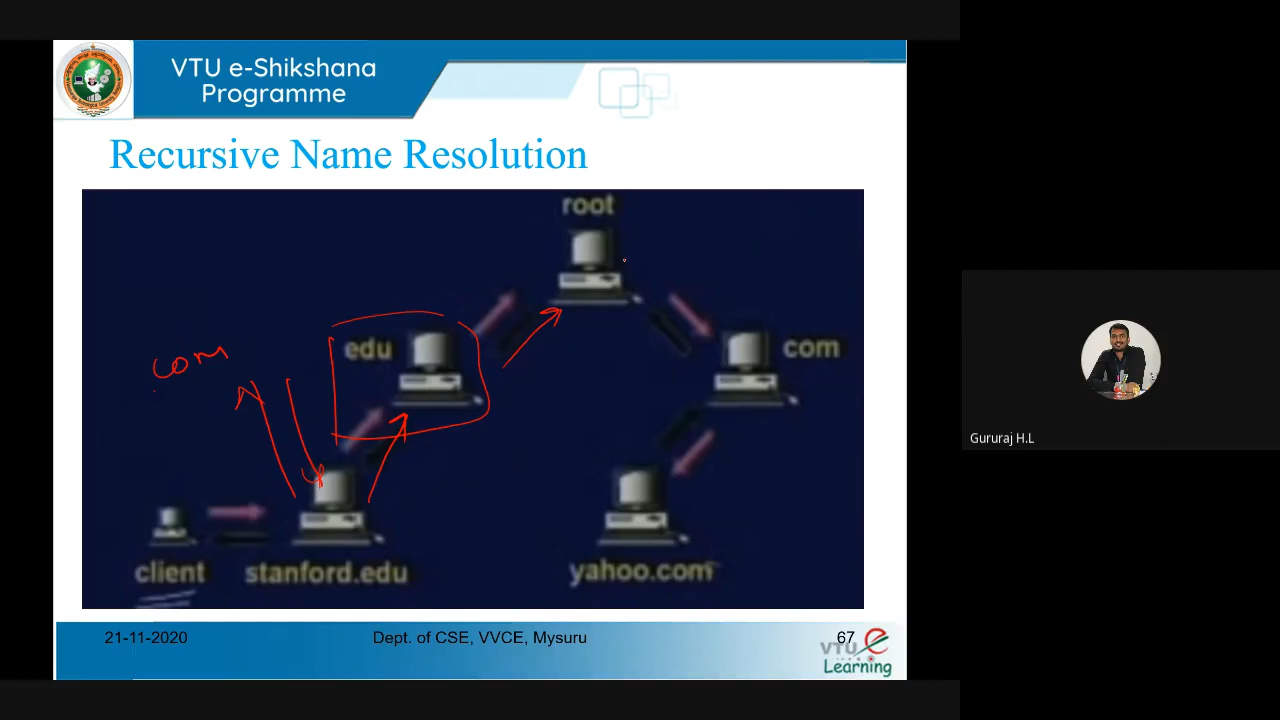 VTU e-Shikshana
Programme
Recursive Name Resolution
root
edu
com
com
client
stanford.edu
yahoo.com
Gururaj H.L
21-11-2020
Dept. of CSE, VVCE, Mysuru
67
VTU e
Learning